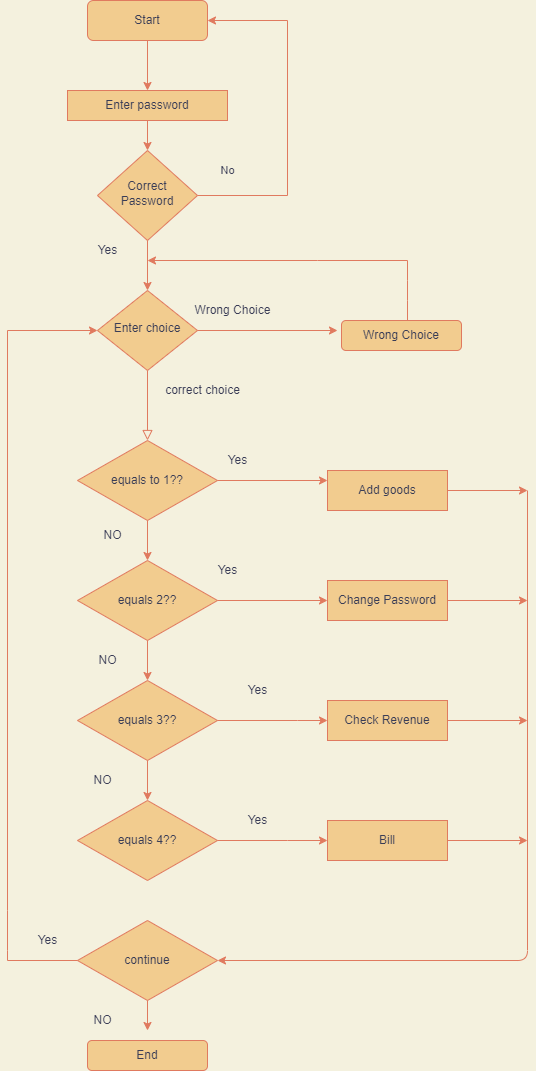 Start
Enter password
Correct
Password
No
Yes
Wrong Choice
Enter choice
Wrong Choice
correct choice
Yes
equals to 1??
Add goods
NO
Yes
equals 2??
Change Password
NO
Yes
equals 3??
Check Revenue
NO
Yes
equals 4??
Bill
Yes
continue
NO
End